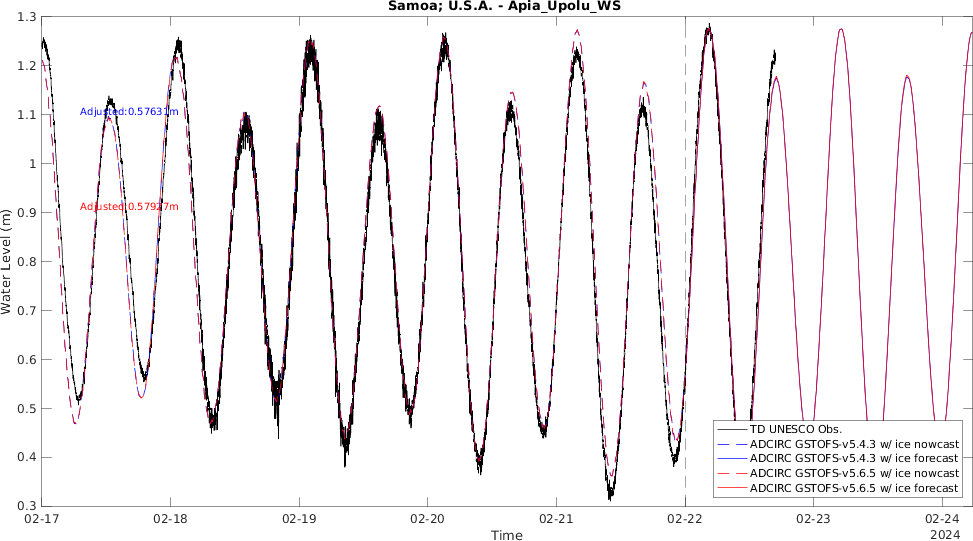 Samoa; U.S.A. - Apia_Upolu_WS
1.3
1.2
1.1
1
0.9
0.8
0.7
0.6
0.5
0.4
0.3
Water Level (m)
Adjusted:0.57631m
Adjusted:0.57927m
TD UNESCO Obs.
ADCIRC GSTOFS-v5.4.3 w/ ice nowcast
ADCIRC GSTOFS-v5.4.3 w/ ice forecast
ADCIRC GSTOFS-v5.6.5 w/ ice nowcast
ADCIRC GSTOFS-v5.6.5 w/ ice forecast
02-17 02-18 02-19 02-20 02-21 02-22 02-23 02-24
Time
2024